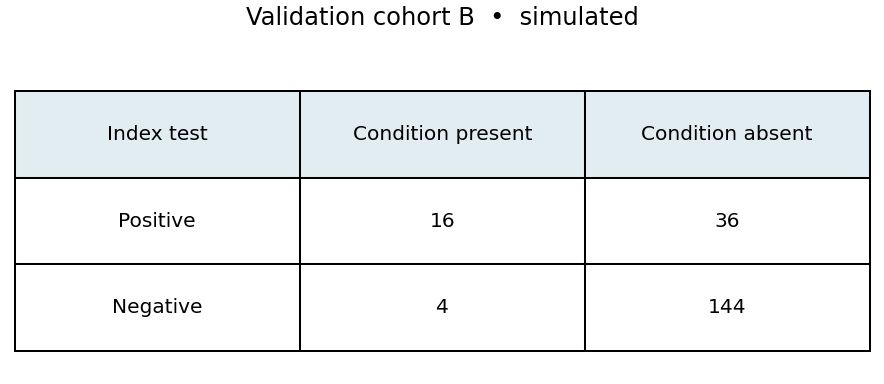 Validation cohort B • simulated
Index test Condition present Condition absent
Positive 16 36
Negative 4 144